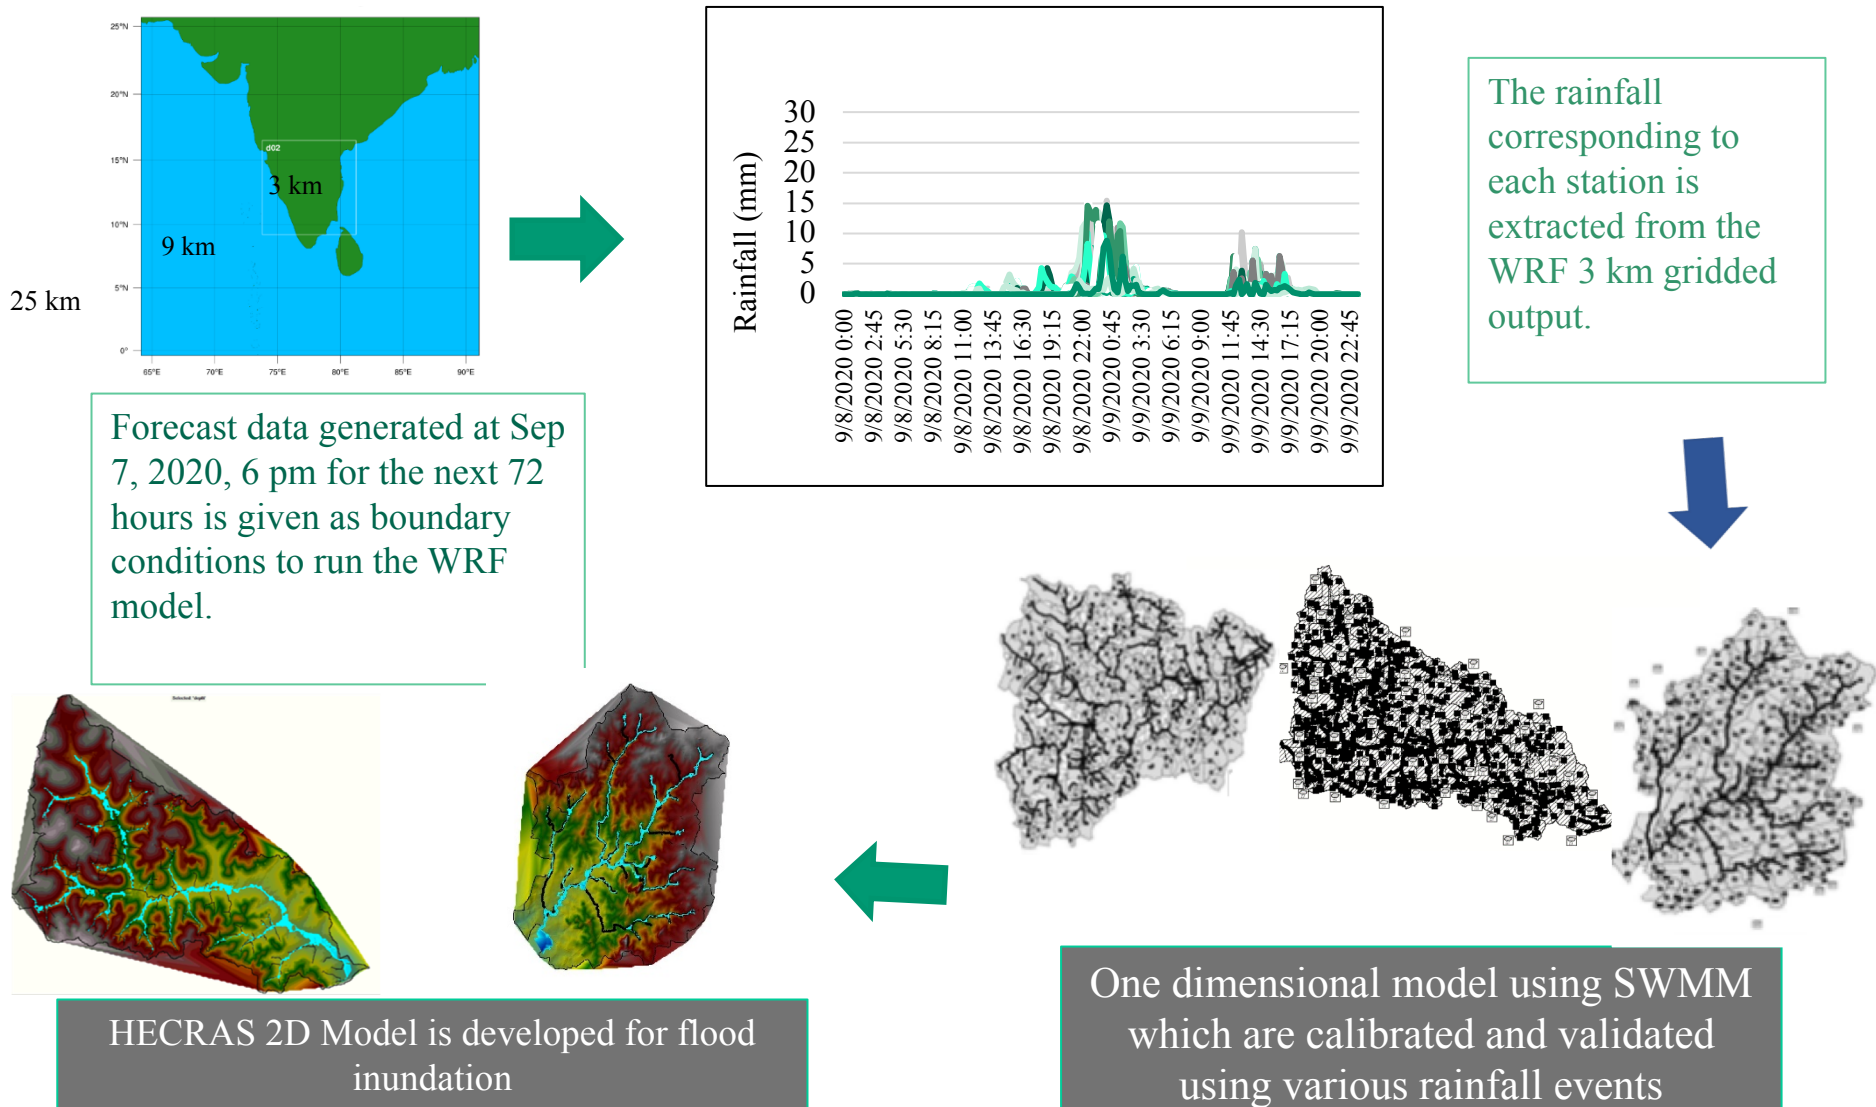 25°N
20°N
15°N
10°N
5°N
0°
65°E
70°E
75°E
80°E
85°E
90°E
d02
3 km
9 km
25 km
Forecast data generated at Sep
7, 2020, 6 pm for the next 72
hours is given as boundary
conditions to run the WRF
model.
Rainfall (mm)
30
25
20
15
10
5
0
9/8/2020 0:00
9/8/2020 2:45
9/8/2020 5:30
9/8/2020 8:15
9/8/2020 11:00
9/8/2020 13:45
9/8/2020 16:30
9/8/2020 19:15
9/8/2020 22:00
9/9/2020 0:45
9/9/2020 3:30
9/9/2020 6:15
9/9/2020 9:00
9/9/2020 11:45
9/9/2020 14:30
9/9/2020 17:15
9/9/2020 20:00
9/9/2020 22:45
The rainfall
corresponding to
each station is
extracted from the
WRF 3 km gridded
output.
One dimensional model using SWMM
which are calibrated and validated
using various rainfall events
Selected 'depth'
HECRAS 2D Model is developed for flood
inundation